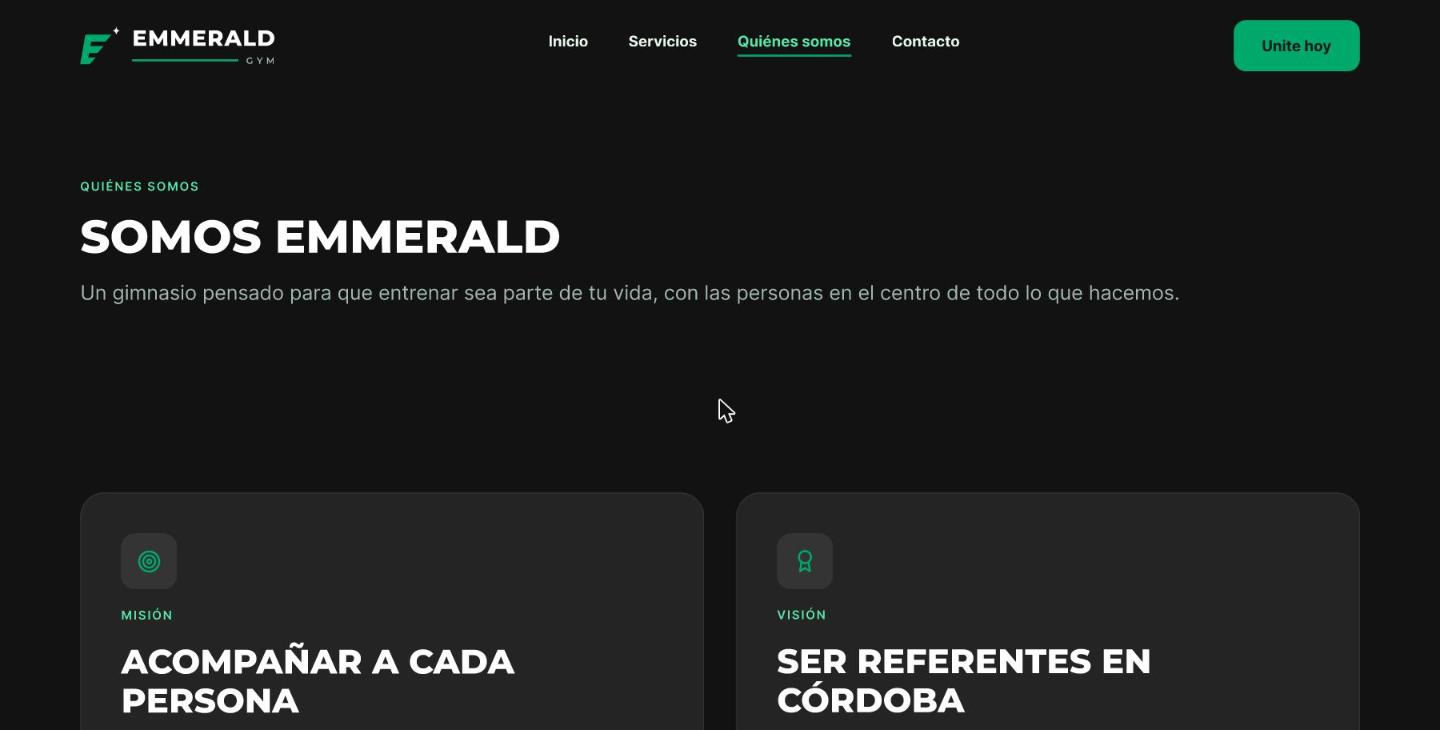 EMMERALD
GYM
Inicio
Servicios
Quiénes somos
Contacto
Unite hoy
QUIÉNES SOMOS
SOMOS EMMERALD
Un gimnasio pensado para que entrenar sea parte de tu vida, con las personas en el centro de todo lo que hacemos.
MISIÓN
ACOMPAÑAR A CADA
PERSONA
VISIÓN
SER REFERENTES EN
CÓRDOBA